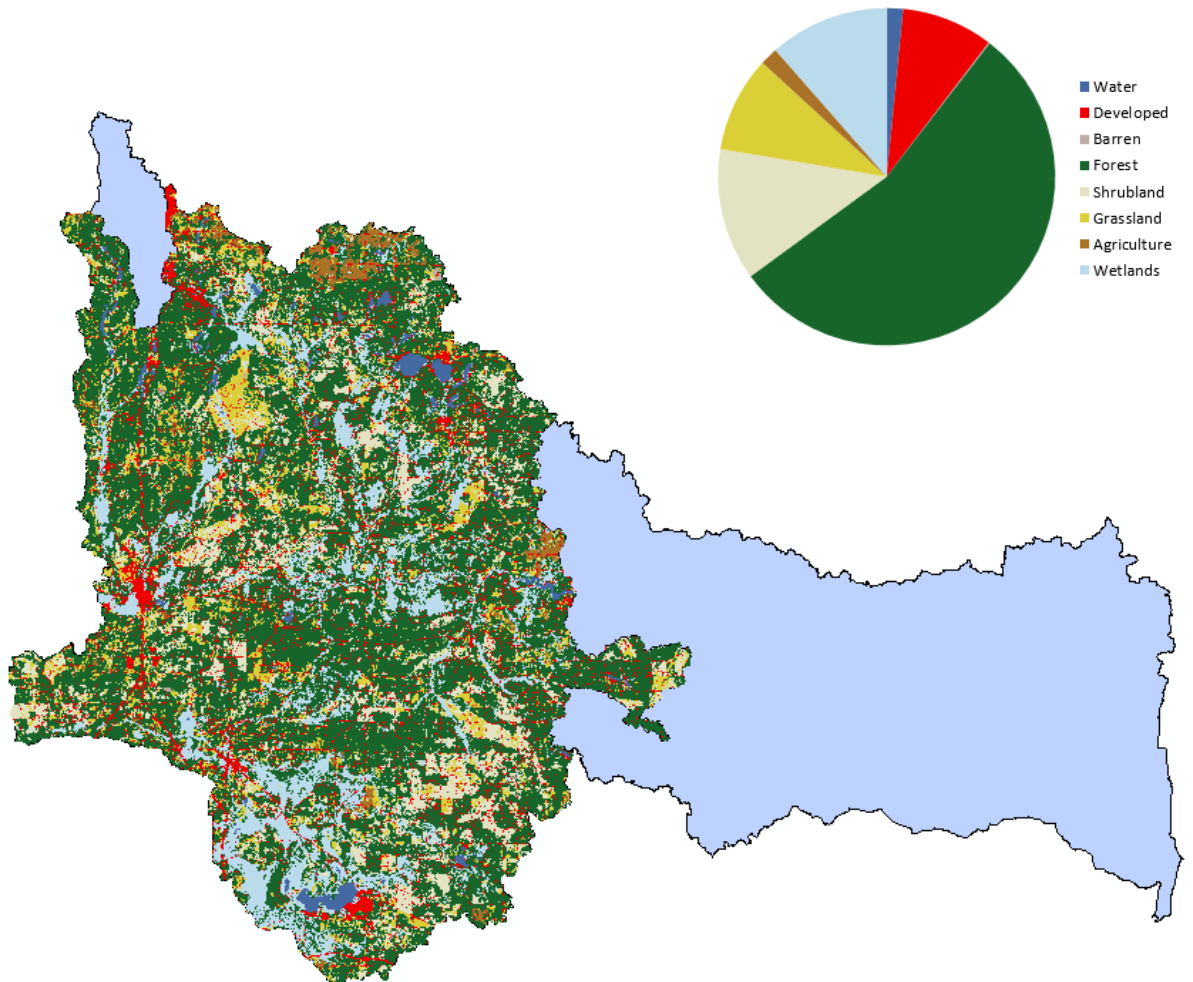 Water
Developed
Barren
Forest
Shrubland
Grassland
Agriculture
Wetlands